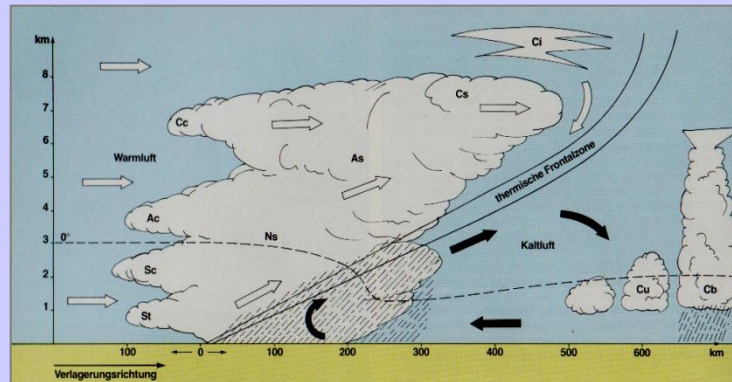 km
8
7
6
5
4
3
2
1
0°
Ci
Cc
Cs
Warmluft
As
thermische Frontalzone
Ac
Ns
Kaltluft
Sc
St
Cu
Cb
100
0
100
200
300
400
500
600
km
Verlagerungsrichtung